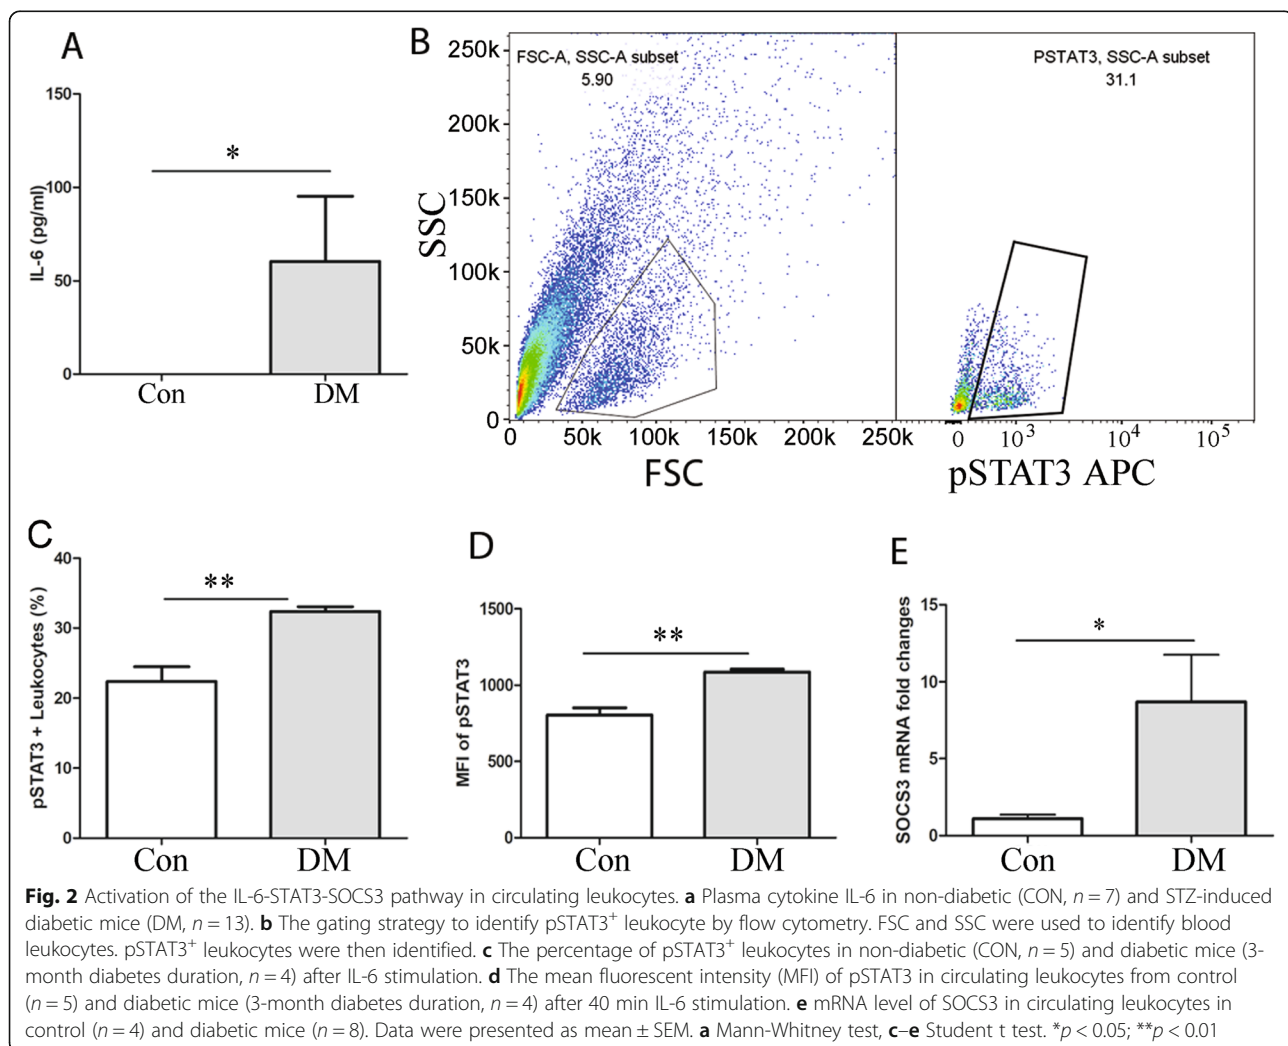 A
150
100
50
0
IL-6 (pg/ml)
*
Con DM
B
250k
200k
150k
100k
50k
0
SSC
FSC-A, SSC-A subset
5.90
0 50k 100k 150k 200k 250k
FSC
PSTAT3, SSC-A subset
31.1
0 10³ 10⁴ 10⁵
pSTAT3 APC
C
40
30
20
10
0
pSTAT3 + Leukocytes (%)
**
Con DM
D
1500
1000
500
0
MFI of pSTAT3
**
Con DM
E
15
10
5
0
SOCS3 mRNA fold changes
*
Con DM
Fig. 2 Activation of the IL-6-STAT3-SOCS3 pathway in circulating leukocytes. a Plasma cytokine IL-6 in non-diabetic (CON, n = 7) and STZ-induced
diabetic mice (DM, n = 13). b The gating strategy to identify pSTAT3⁺ leukocyte by flow cytometry. FSC and SSC were used to identify blood
leukocytes. pSTAT3⁺ leukocytes were then identified. c The percentage of pSTAT3⁺ leukocytes in non-diabetic (CON, n = 5) and diabetic mice (3-
month diabetes duration, n = 4) after IL-6 stimulation. d The mean fluorescent intensity (MFI) of pSTAT3 in circulating leukocytes from control
(n = 5) and diabetic mice (3-month diabetes duration, n = 4) after 40 min IL-6 stimulation. e mRNA level of SOCS3 in circulating leukocytes in
control (n = 4) and diabetic mice (n = 8). Data were presented as mean ± SEM. a Mann-Whitney test, c–e Student t test. *p < 0.05; **p < 0.01